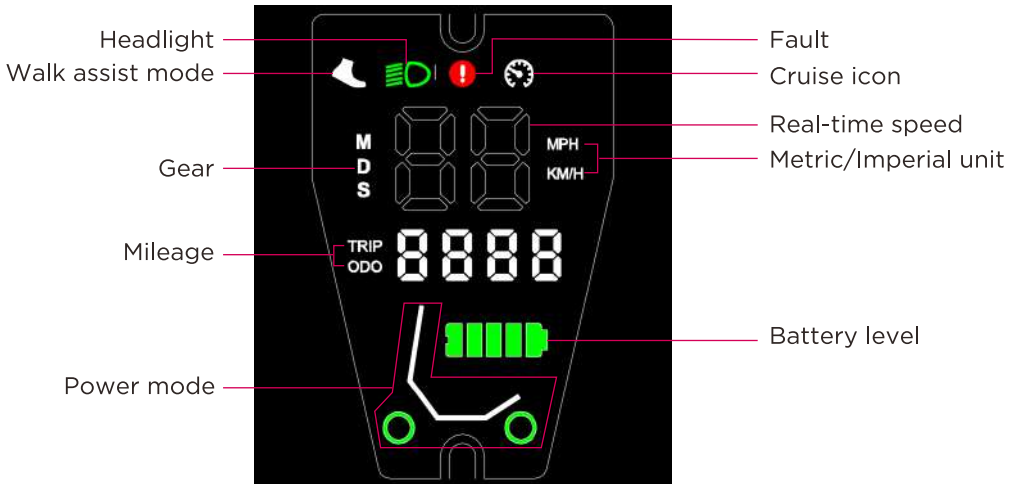 Headlight
Walk assist mode
Gear
Mileage
Power mode
M
D
S
MPH
KM/H
TRIP
ODO
8888
Fault
Cruise icon
Real-time speed
Metric/Imperial unit
Battery level